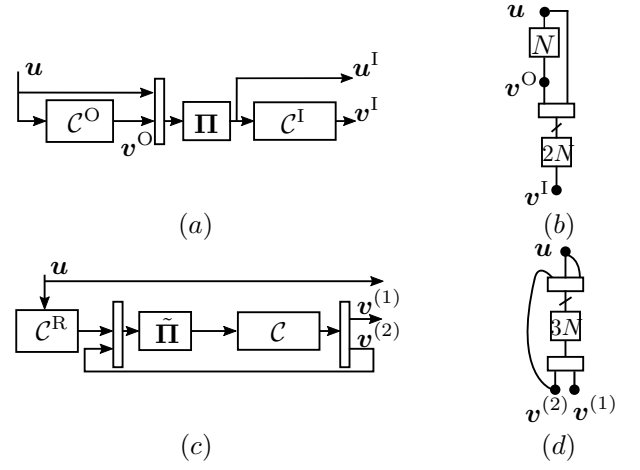 u
C^O
v^O
Π
u^I
C^I
v^I
(a)
u
N
v^O
2N
v^I
(b)
u
C^R
Π̃
C
v^(1)
v^(2)
(c)
u
3N
v^(2) v^(1)
(d)